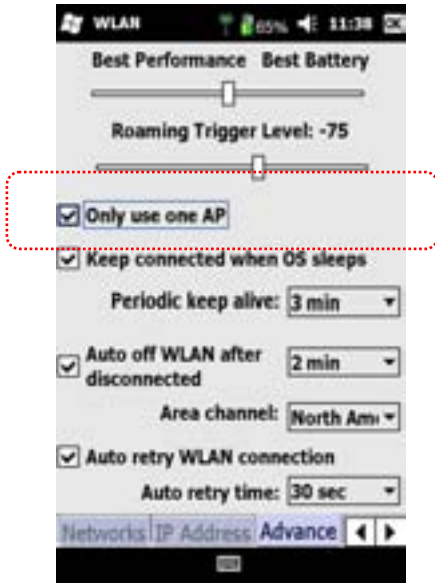 WLAN 65% 11:38
Best Performance Best Battery
Roaming Trigger Level: -75
Only use one AP
Keep connected when OS sleeps
Periodic keep alive: 3 min
Auto off WLAN after 2 min
disconnected
Area channel: North Am
Auto retry WLAN connection
Auto retry time: 30 sec
Networks IP Address Advance